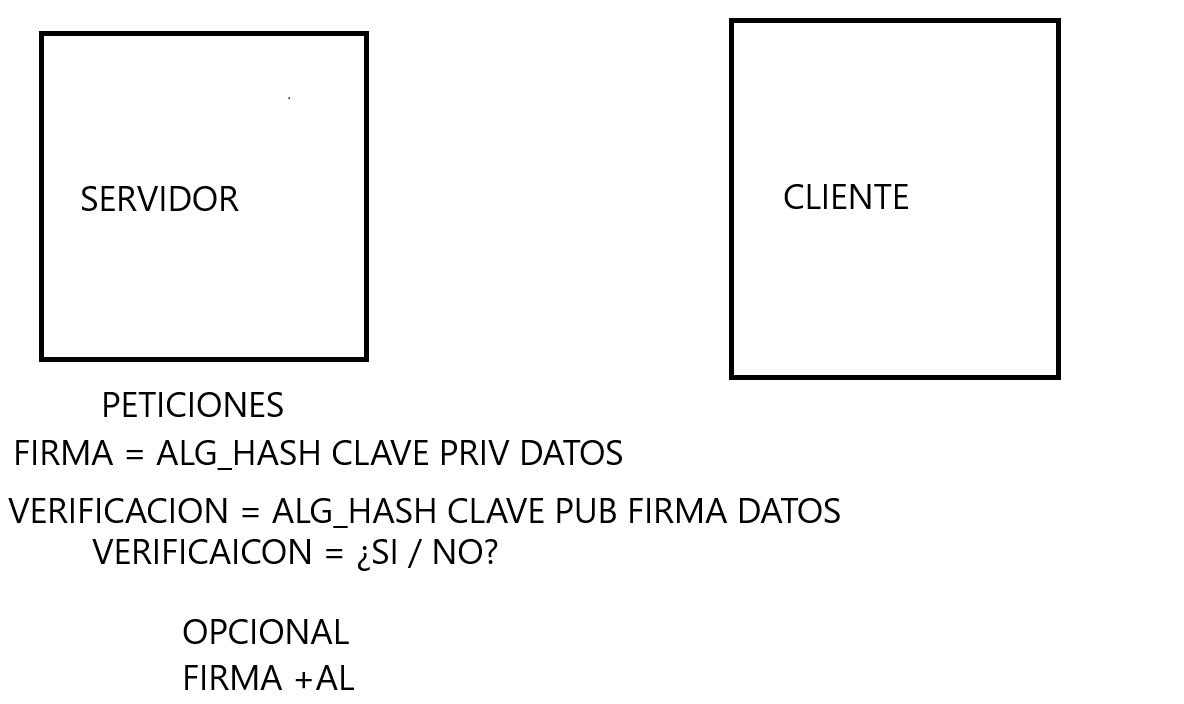 SERVIDOR
CLIENTE
PETICIONES
FIRMA = ALG_HASH CLAVE PRIV DATOS
VERIFICACION = ALG_HASH CLAVE PUB FIRMA DATOS
VERIFICAICON = ¿SI / NO?
OPCIONAL
FIRMA +AL